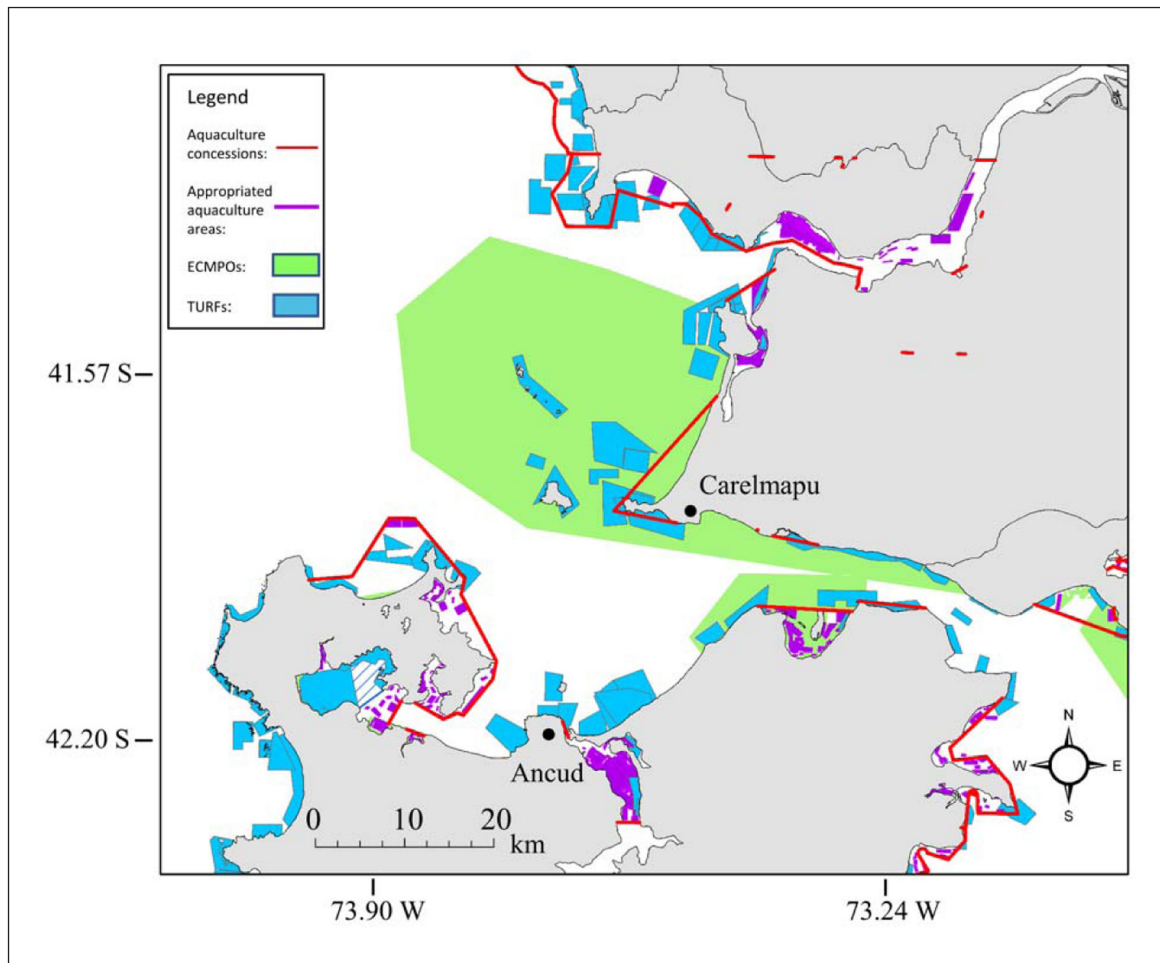 Legend
Aquaculture
concessions:
Appropriated
aquaculture
areas:
ECMPOs:
TURFs:
41.57 S
Carelmapu
42.20 S
Ancud
0 10 20
km
N
W E
S
73.90 W
73.24 W